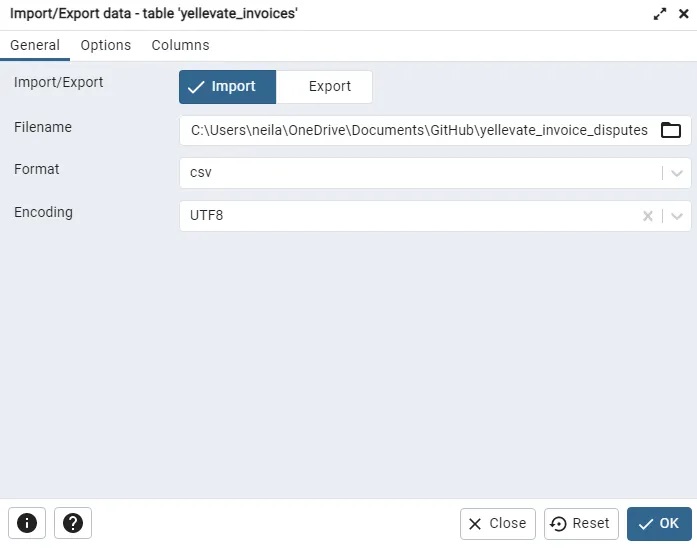 Import/Export data - table 'yellevate_invoices'
General Options Columns
Import/Export Import Export
Filename C:\Users\neila\OneDrive\Documents\GitHub\yellevate_invoice_disputes
Format csv
Encoding UTF8
Close Reset OK